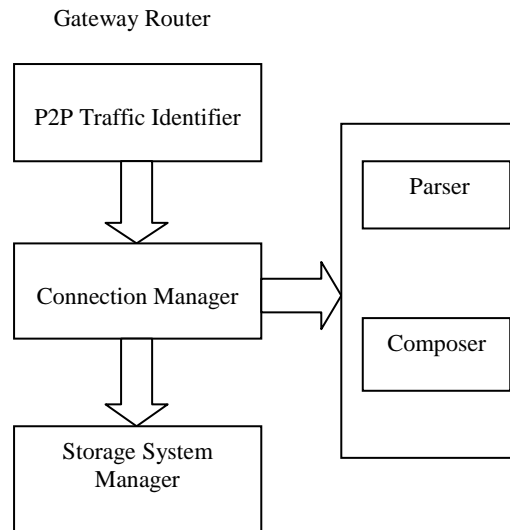 Gateway Router
P2P Traffic Identifier
Parser
Connection Manager
Composer
Storage System
Manager